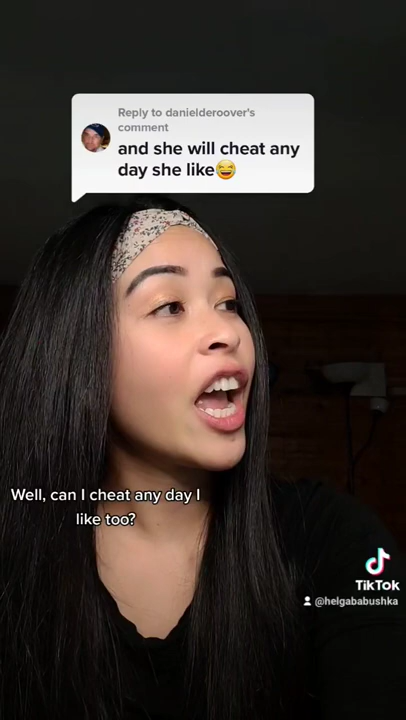 Reply to danielderoover's
comment
and she will cheat any
day she like😂
Well, can I cheat any day I
like too?
TikTok
@helgababushka